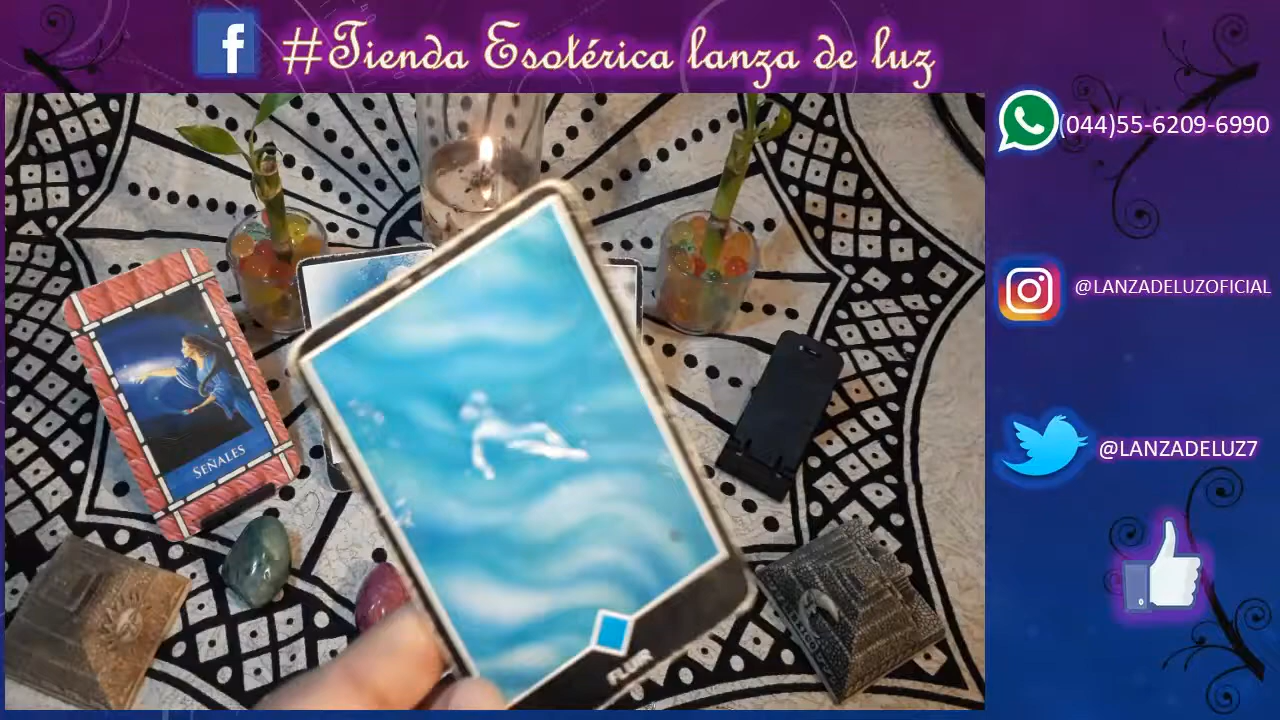 #Tienda Esotérica lanza de luz
(044)55-6209-6990
@LANZADELUZOFICIAL
@LANZADELUZ7
SEÑALES
FLUIR